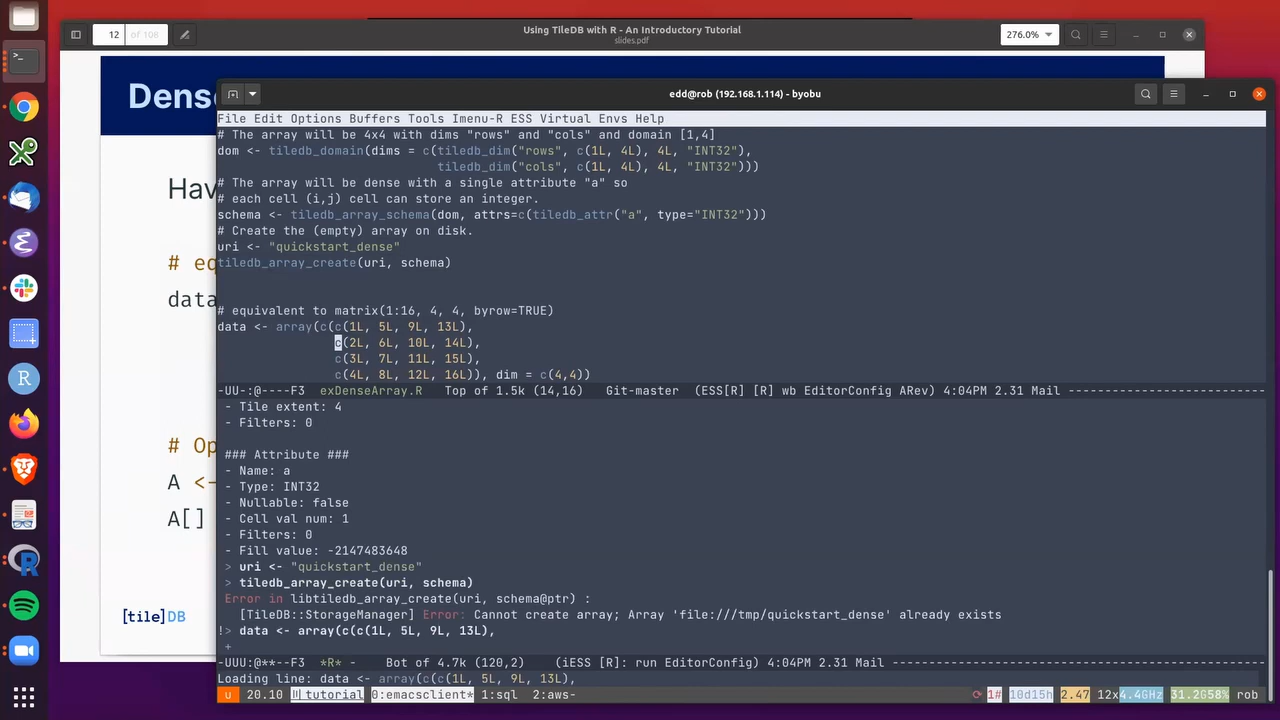 12 of 108
Using TileDB with R - An Introductory Tutorial
slides.pdf
276.0%
Dens
edd@rob (192.168.1.114) - byobu
File Edit Options Buffers Tools Imenu-R ESS Virtual Envs Help
# The array will be 4x4 with dims "rows" and "cols" and domain [1,4]
dom <- tiledb_domain(dims = c(tiledb_dim("rows", c(1L, 4L), 4L, "INT32"),
tiledb_dim("cols", c(1L, 4L), 4L, "INT32")))
# The array will be dense with a single attribute "a" so
# each cell (i,j) cell can store an integer.
schema <- tiledb_array_schema(dom, attrs=c(tiledb_attr("a", type="INT32")))
# Create the (empty) array on disk.
uri <- "quickstart_dense"
tiledb_array_create(uri, schema)
# equivalent to matrix(1:16, 4, 4, byrow=TRUE)
data <- array(c(c(1L, 5L, 9L, 13L),
c(2L, 6L, 10L, 14L),
c(3L, 7L, 11L, 15L),
c(4L, 8L, 12L, 16L)), dim = c(4,4))
-UU-:@----F3 exDenseArray.R Top of 1.5k (14,16) Git-master (ESS[R] [R] wb EditorConfig ARev) 4:04PM 2.31 Mail ----------------------------
- Tile extent: 4
- Filters: 0
### Attribute ###
- Name: a
- Type: INT32
- Nullable: false
- Cell val num: 1
- Filters: 0
- Fill value: -2147483648
> uri <- "quickstart_dense"
> tiledb_array_create(uri, schema)
Error in libtiledb_array_create(uri, schema@ptr) :
[TileDB::StorageManager] Error: Cannot create array; Array 'file:///tmp/quickstart_dense' already exists
!> data <- array(c(c(1L, 5L, 9L, 13L),
+
-UUU:@**--F3 *R* - Bot of 4.7k (120,2) (iESS [R]: run EditorConfig) 4:04PM 2.31 Mail ----------------------------------------------------
Loading line: data <- array(c(c(1L, 5L, 9L, 13L),
u 20.10 tutorial 0:emacsclient* 1:sql 2:aws- 1# 10d15h 2.47 12x4.4GHz 31.2G58% rob
Hav
# eq
data
# Op
A <-
A[]
[tile]DB